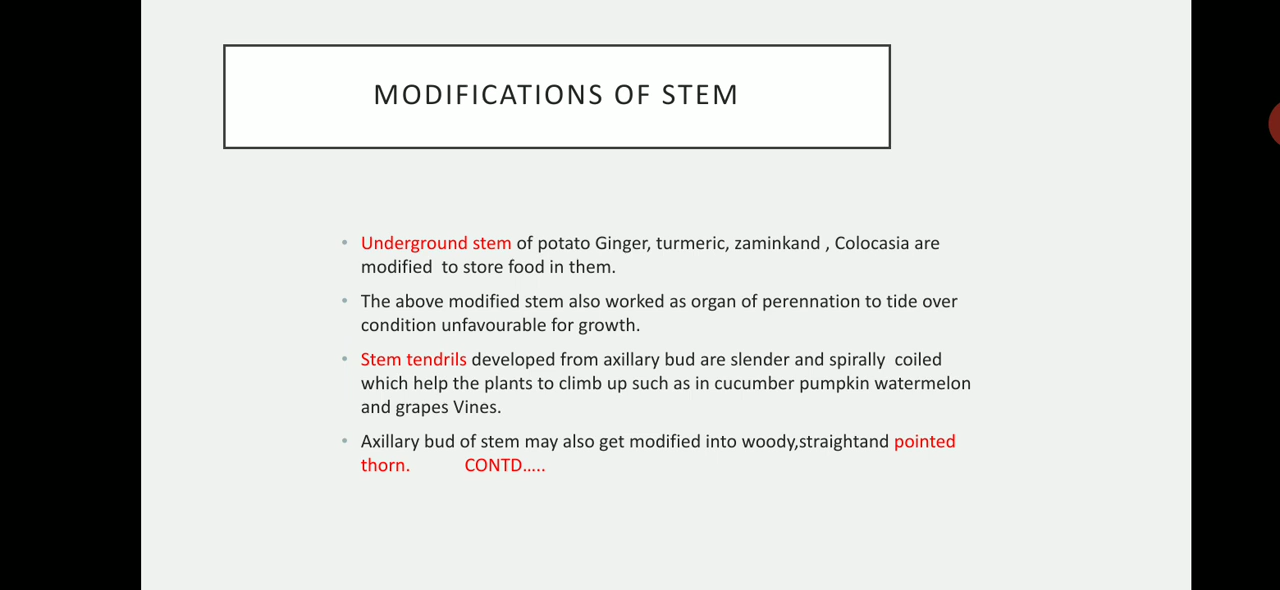 MODIFICATIONS OF STEM
• Underground stem of potato Ginger, turmeric, zaminkand , Colocasia are
modified  to store food in them.
• The above modified stem also worked as organ of perennation to tide over
condition unfavourable for growth.
• Stem tendrils developed from axillary bud are slender and spirally  coiled
which help the plants to climb up such as in cucumber pumpkin watermelon
and grapes Vines.
• Axillary bud of stem may also get modified into woody,straightand pointed
thorn.          CONTD.....